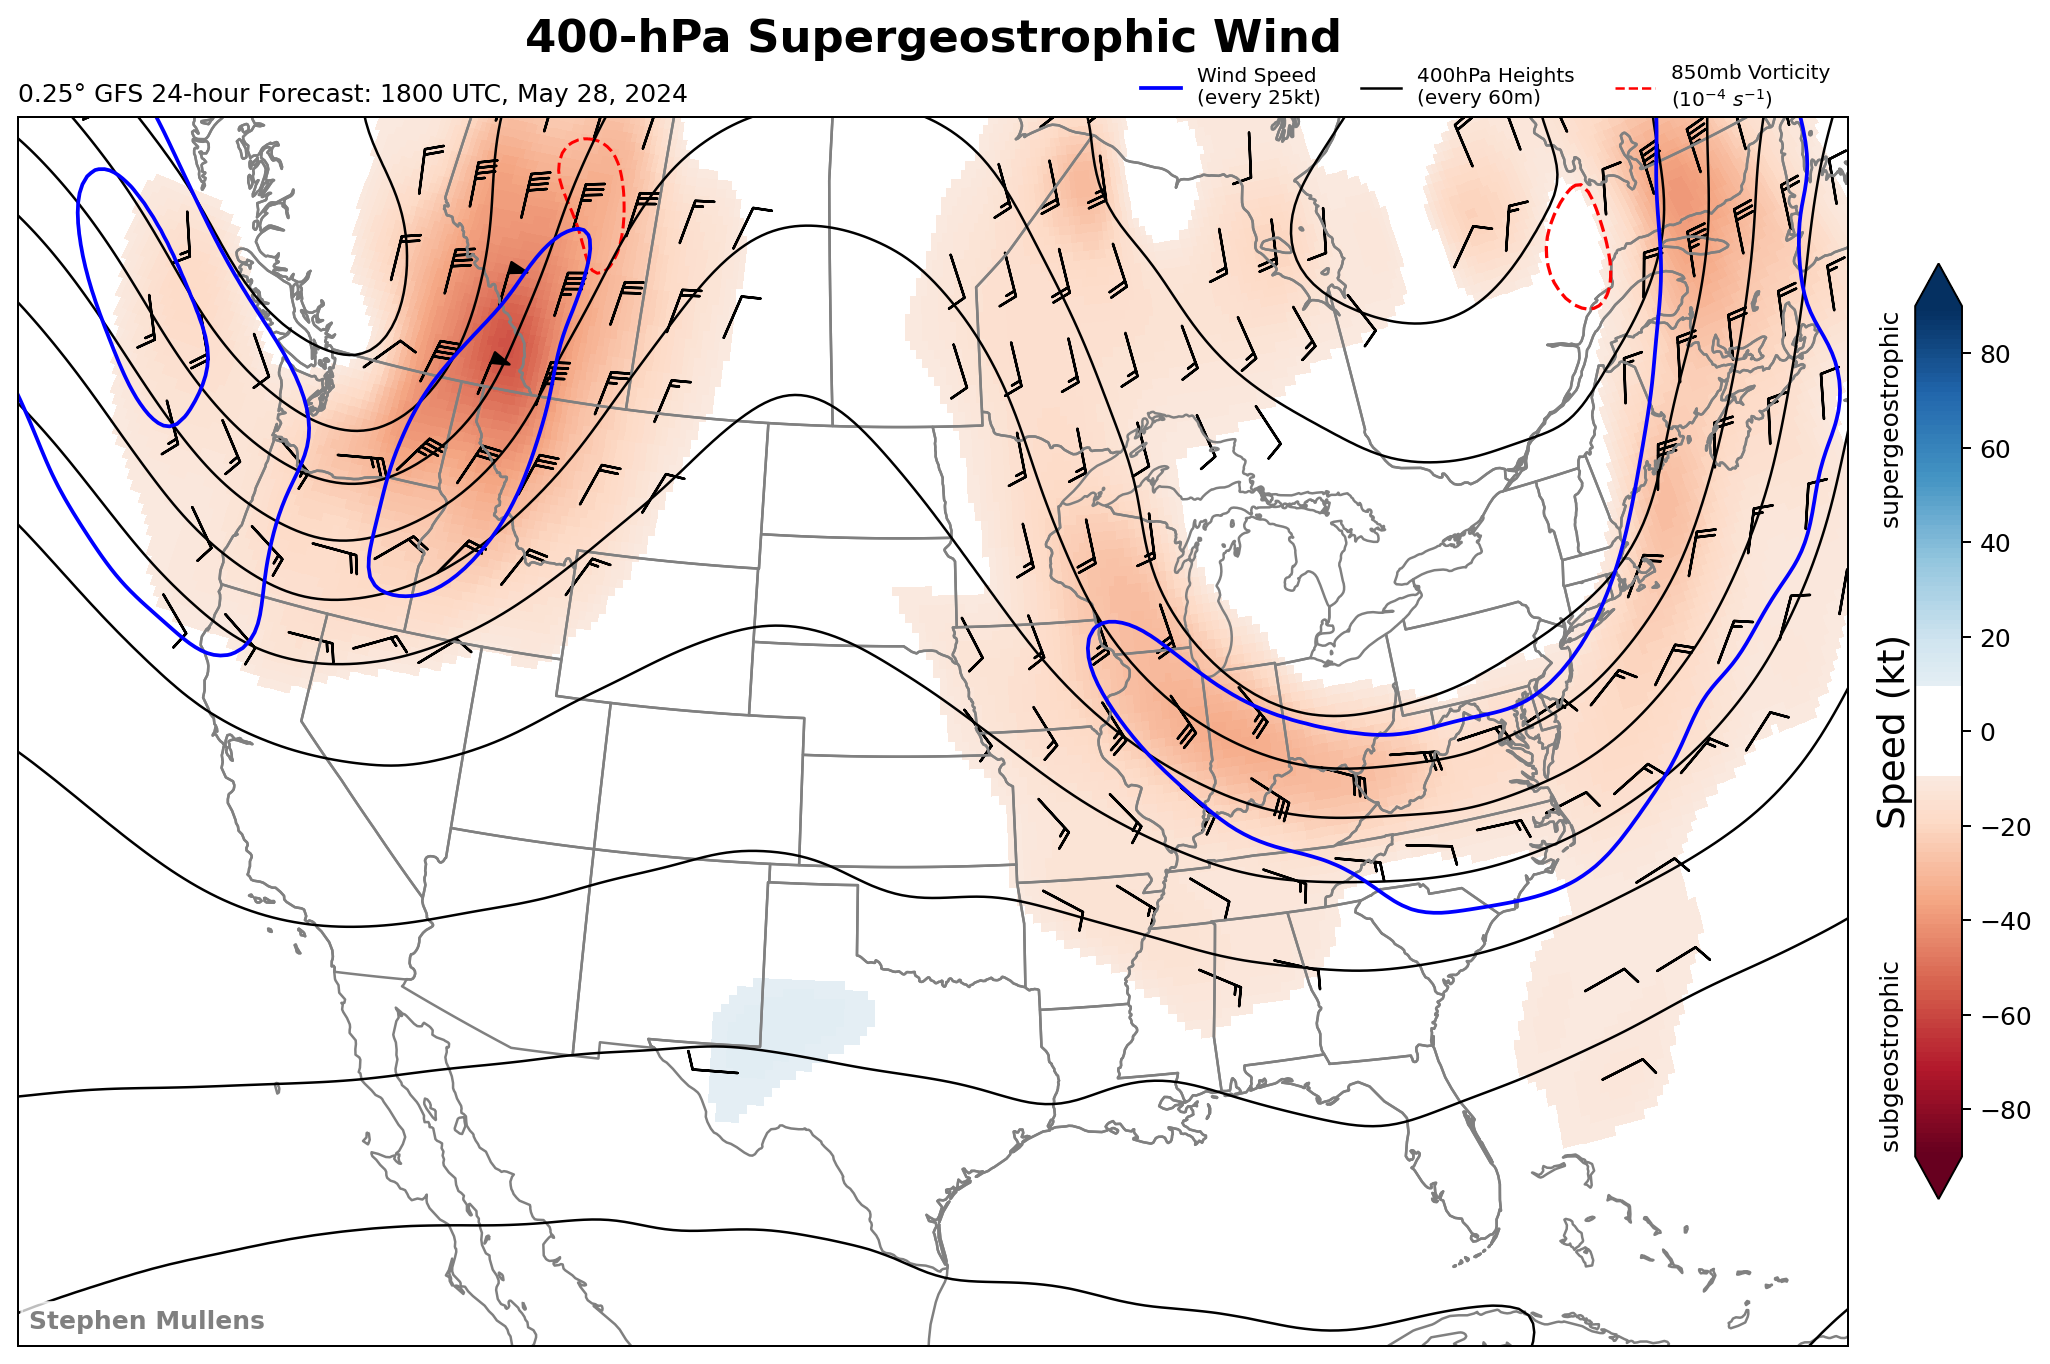 400-hPa Supergeostrophic Wind
0.25° GFS 24-hour Forecast: 1800 UTC, May 28, 2024
Wind Speed
(every 25kt)
400hPa Heights
(every 60m)
850mb Vorticity
(10⁻⁴ s⁻¹)
supergeostrophic
Speed (kt)
subgeostrophic
80
60
40
20
0
−20
−40
−60
−80
Stephen Mullens